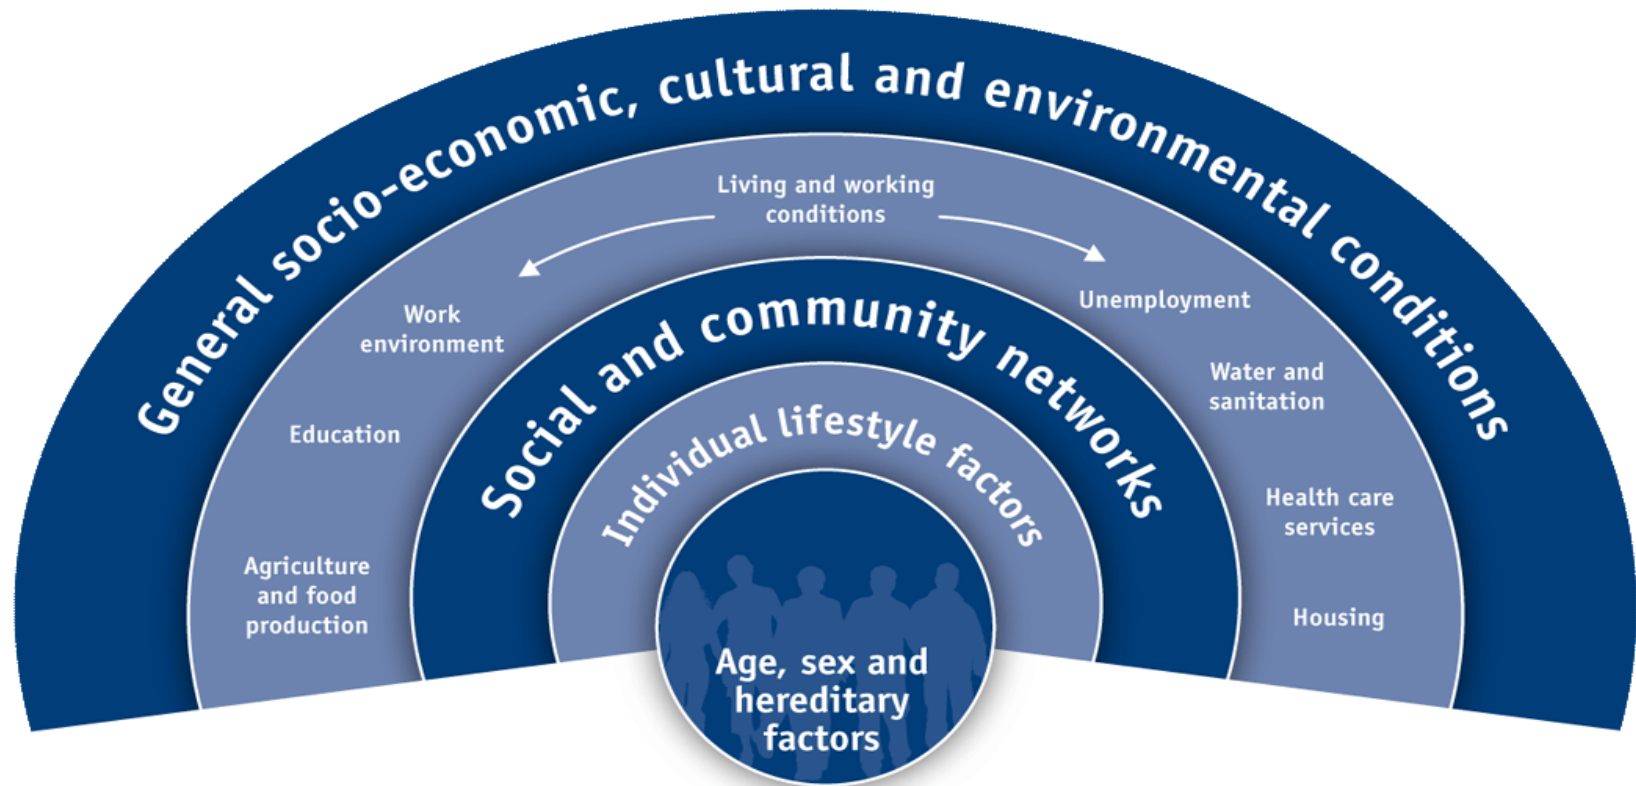 General socio-economic, cultural and environmental conditions
Living and working
conditions
Work
environment
Unemployment
Education
Water and
sanitation
Agriculture
and food
production
Health care
services
Housing
Social and community networks
Individual lifestyle factors
Age, sex and
hereditary
factors